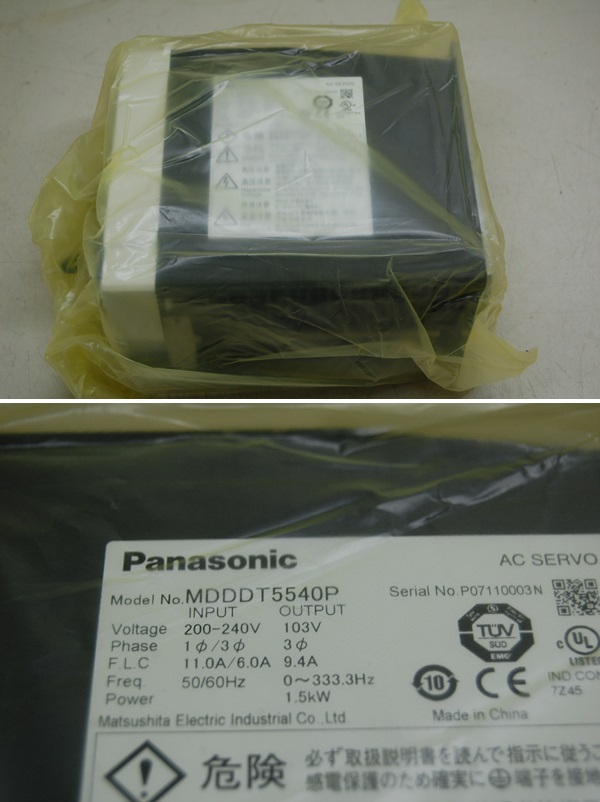 Panasonic
AC SERVO
Model No. MDDDT5540P
Serial No. P07110003N
INPUT OUTPUT
Voltage 200-240V 103V
Phase 1φ/3φ 3φ
F.L.C 11.0A/6.0A 9.4A
Freq. 50/60Hz 0～333.3Hz
Power 1.5kW
Matsushita Electric Industrial Co.,Ltd.
TÜV
SÜD
EMC
c UL
LISTED
IND CON
7Z45
10
CE
Made in China
危険
必ず取扱説明書を読んで指示に従うこ
感電保護のため確実に端子を接地